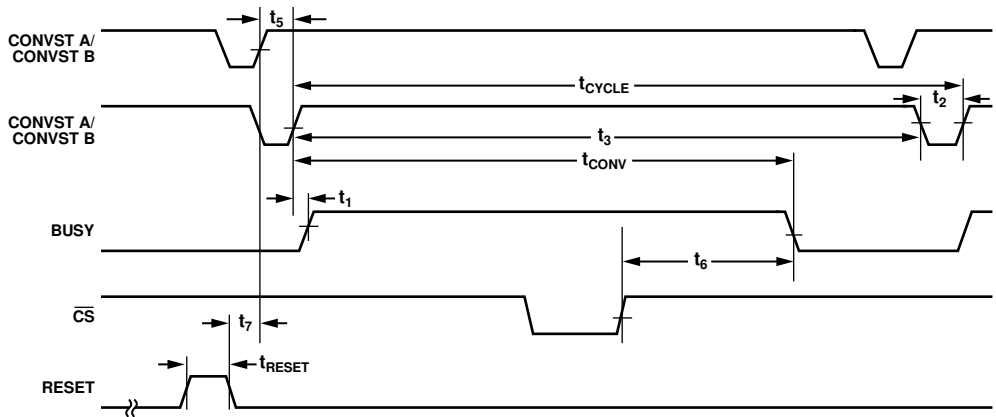 t5
CONVST A/
CONVST B
tCYCLE
t2
CONVST A/
CONVST B
t3
tCONV
t1
BUSY
t6
CS
t7
tRESET
RESET